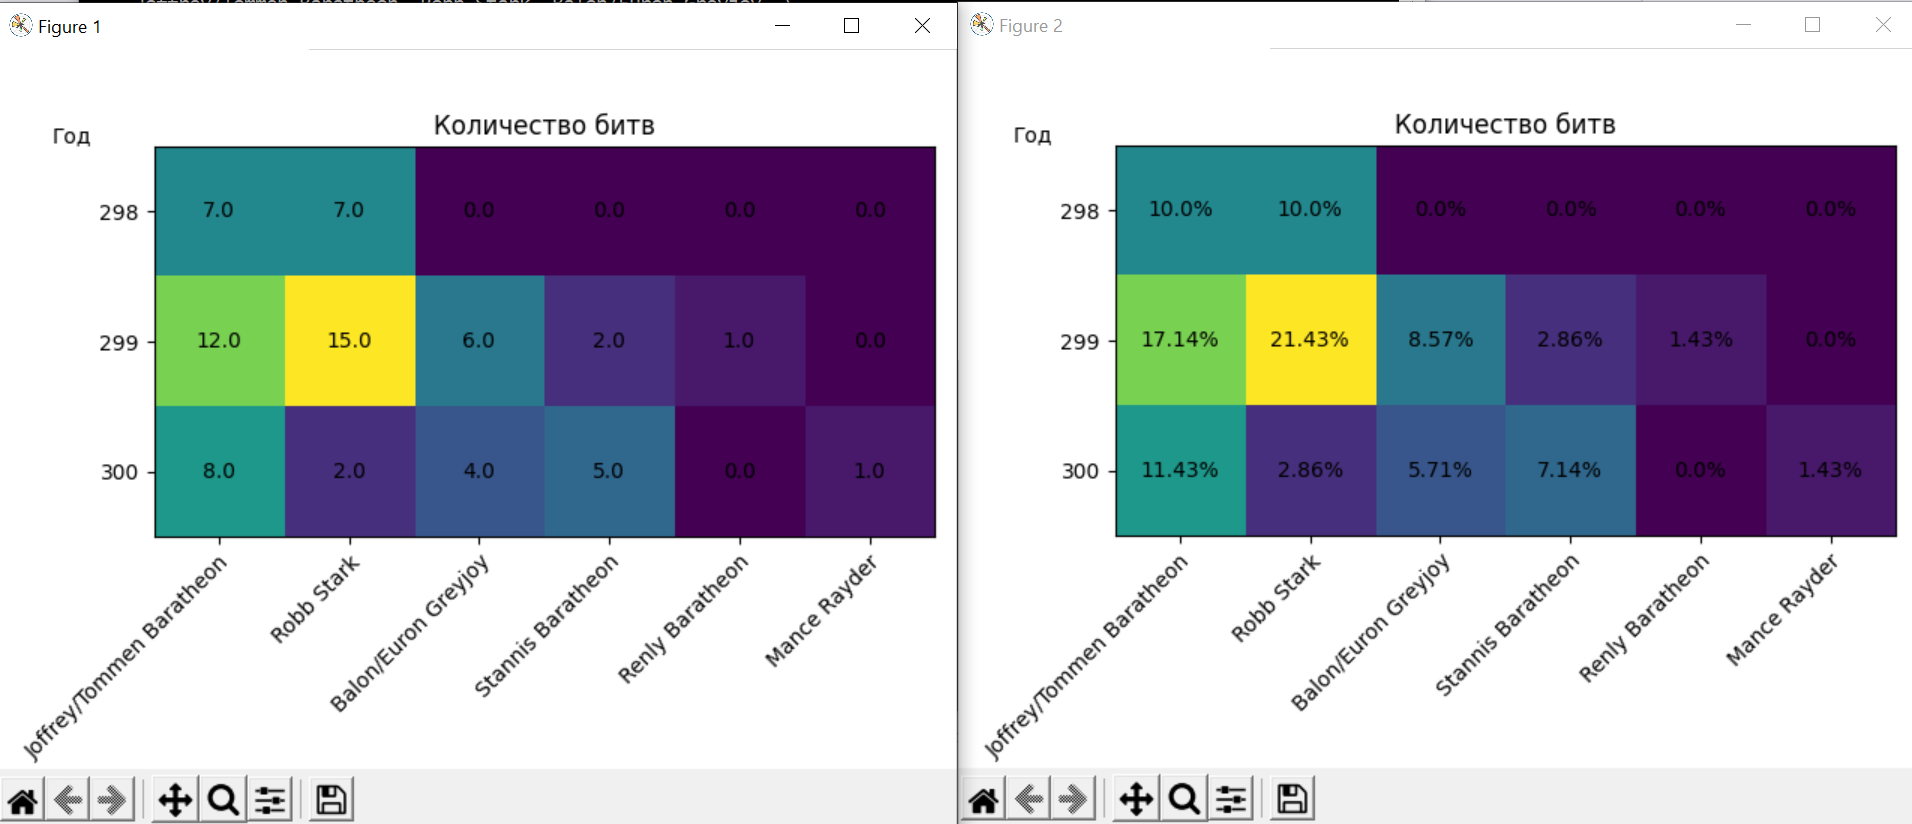 Figure 1
Количество битв
Год
298
7.0 7.0 0.0 0.0 0.0 0.0
299
12.0 15.0 6.0 2.0 1.0 0.0
300
8.0 2.0 4.0 5.0 0.0 1.0
Joffrey/Tommen Baratheon
Robb Stark
Balon/Euron Greyjoy
Stannis Baratheon
Renly Baratheon
Mance Rayder
Figure 2
Количество битв
Год
298
10.0% 10.0% 0.0% 0.0% 0.0% 0.0%
299
17.14% 21.43% 8.57% 2.86% 1.43% 0.0%
300
11.43% 2.86% 5.71% 7.14% 0.0% 1.43%
Joffrey/Tommen Baratheon
Robb Stark
Balon/Euron Greyjoy
Stannis Baratheon
Renly Baratheon
Mance Rayder